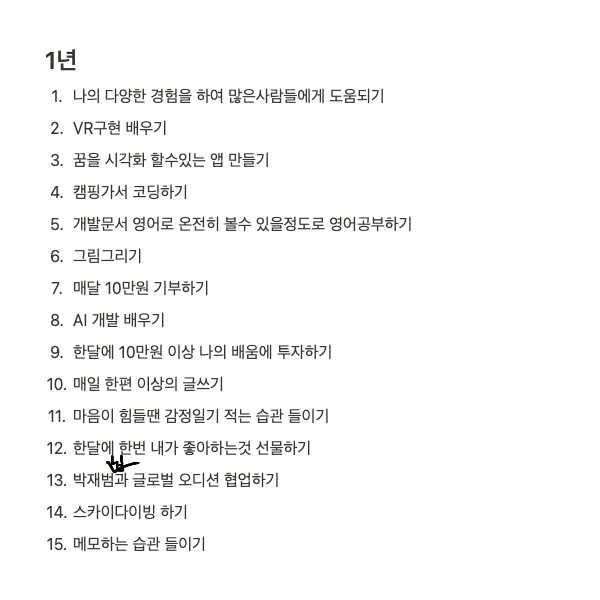 1년
1. 나의 다양한 경험을 하여 많은사람들에게 도움되기
2. VR구현 배우기
3. 꿈을 시각화 할수있는 앱 만들기
4. 캠핑가서 코딩하기
5. 개발문서 영어로 온전히 볼수 있을정도로 영어공부하기
6. 그림그리기
7. 매달 10만원 기부하기
8. AI 개발 배우기
9. 한달에 10만원 이상 나의 배움에 투자하기
10. 매일 한편 이상의 글쓰기
11. 마음이 힘들땐 감정일기 적는 습관 들이기
12. 한달에 한번 내가 좋아하는것 선물하기
13. 박재범과 글로벌 오디션 협업하기
14. 스카이다이빙 하기
15. 메모하는 습관 들이기